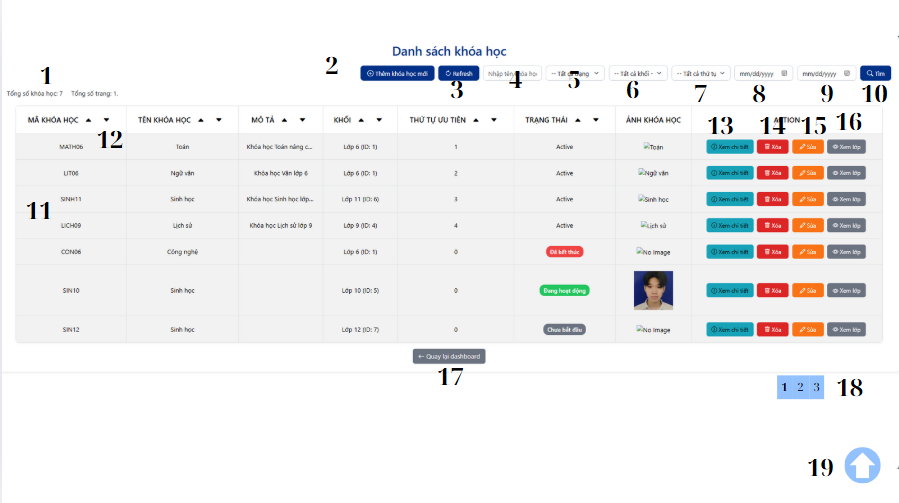 Danh sách khóa học
1
2 Thêm khóa học mới Refresh 3 Nhập tên khóa học 4 -- Tất cả trạng 5 -- Tất cả khối - 6 -- Tất cả thứ tự 7 mm/dd/yyyy 8 mm/dd/yyyy 9 Tìm 10
Tổng số khóa học: 7 Tổng số trang: 1.
MÃ KHÓA HỌC ▲ ▼ TÊN KHÓA HỌC ▲ ▼ MÔ TẢ ▲ ▼ KHỐI ▲ ▼ THỨ TỰ ƯU TIÊN ▲ ▼ TRẠNG THÁI ▲ ▼ ẢNH KHÓA HỌC ACTION
12 13 14 15 16
MATH06 Toán Khóa học Toán nâng c... Lớp 6 (ID: 1) 1 Active Toán Xem chi tiết Xóa Sửa Xem lớp
LIT06 Ngữ văn Khóa học Văn lớp 6 Lớp 6 (ID: 1) 2 Active Ngữ văn Xem chi tiết Xóa Sửa Xem lớp
11
SINH11 Sinh học Khóa học Sinh học lớp... Lớp 11 (ID: 6) 3 Active Sinh học Xem chi tiết Xóa Sửa Xem lớp
LICH09 Lịch sử Khóa học Lịch sử lớp 9 Lớp 9 (ID: 4) 4 Active Lịch sử Xem chi tiết Xóa Sửa Xem lớp
CON06 Công nghệ Lớp 6 (ID: 1) 0 Đã kết thúc No Image Xem chi tiết Xóa Sửa Xem lớp
SIN10 Sinh học Lớp 10 (ID: 5) 0 Đang hoạt động Xem chi tiết Xóa Sửa Xem lớp
SIN12 Sinh học Lớp 12 (ID: 7) 0 Chưa bắt đầu No Image Xem chi tiết Xóa Sửa Xem lớp
← Quay lại dashboard
17
1 2 3 18
19